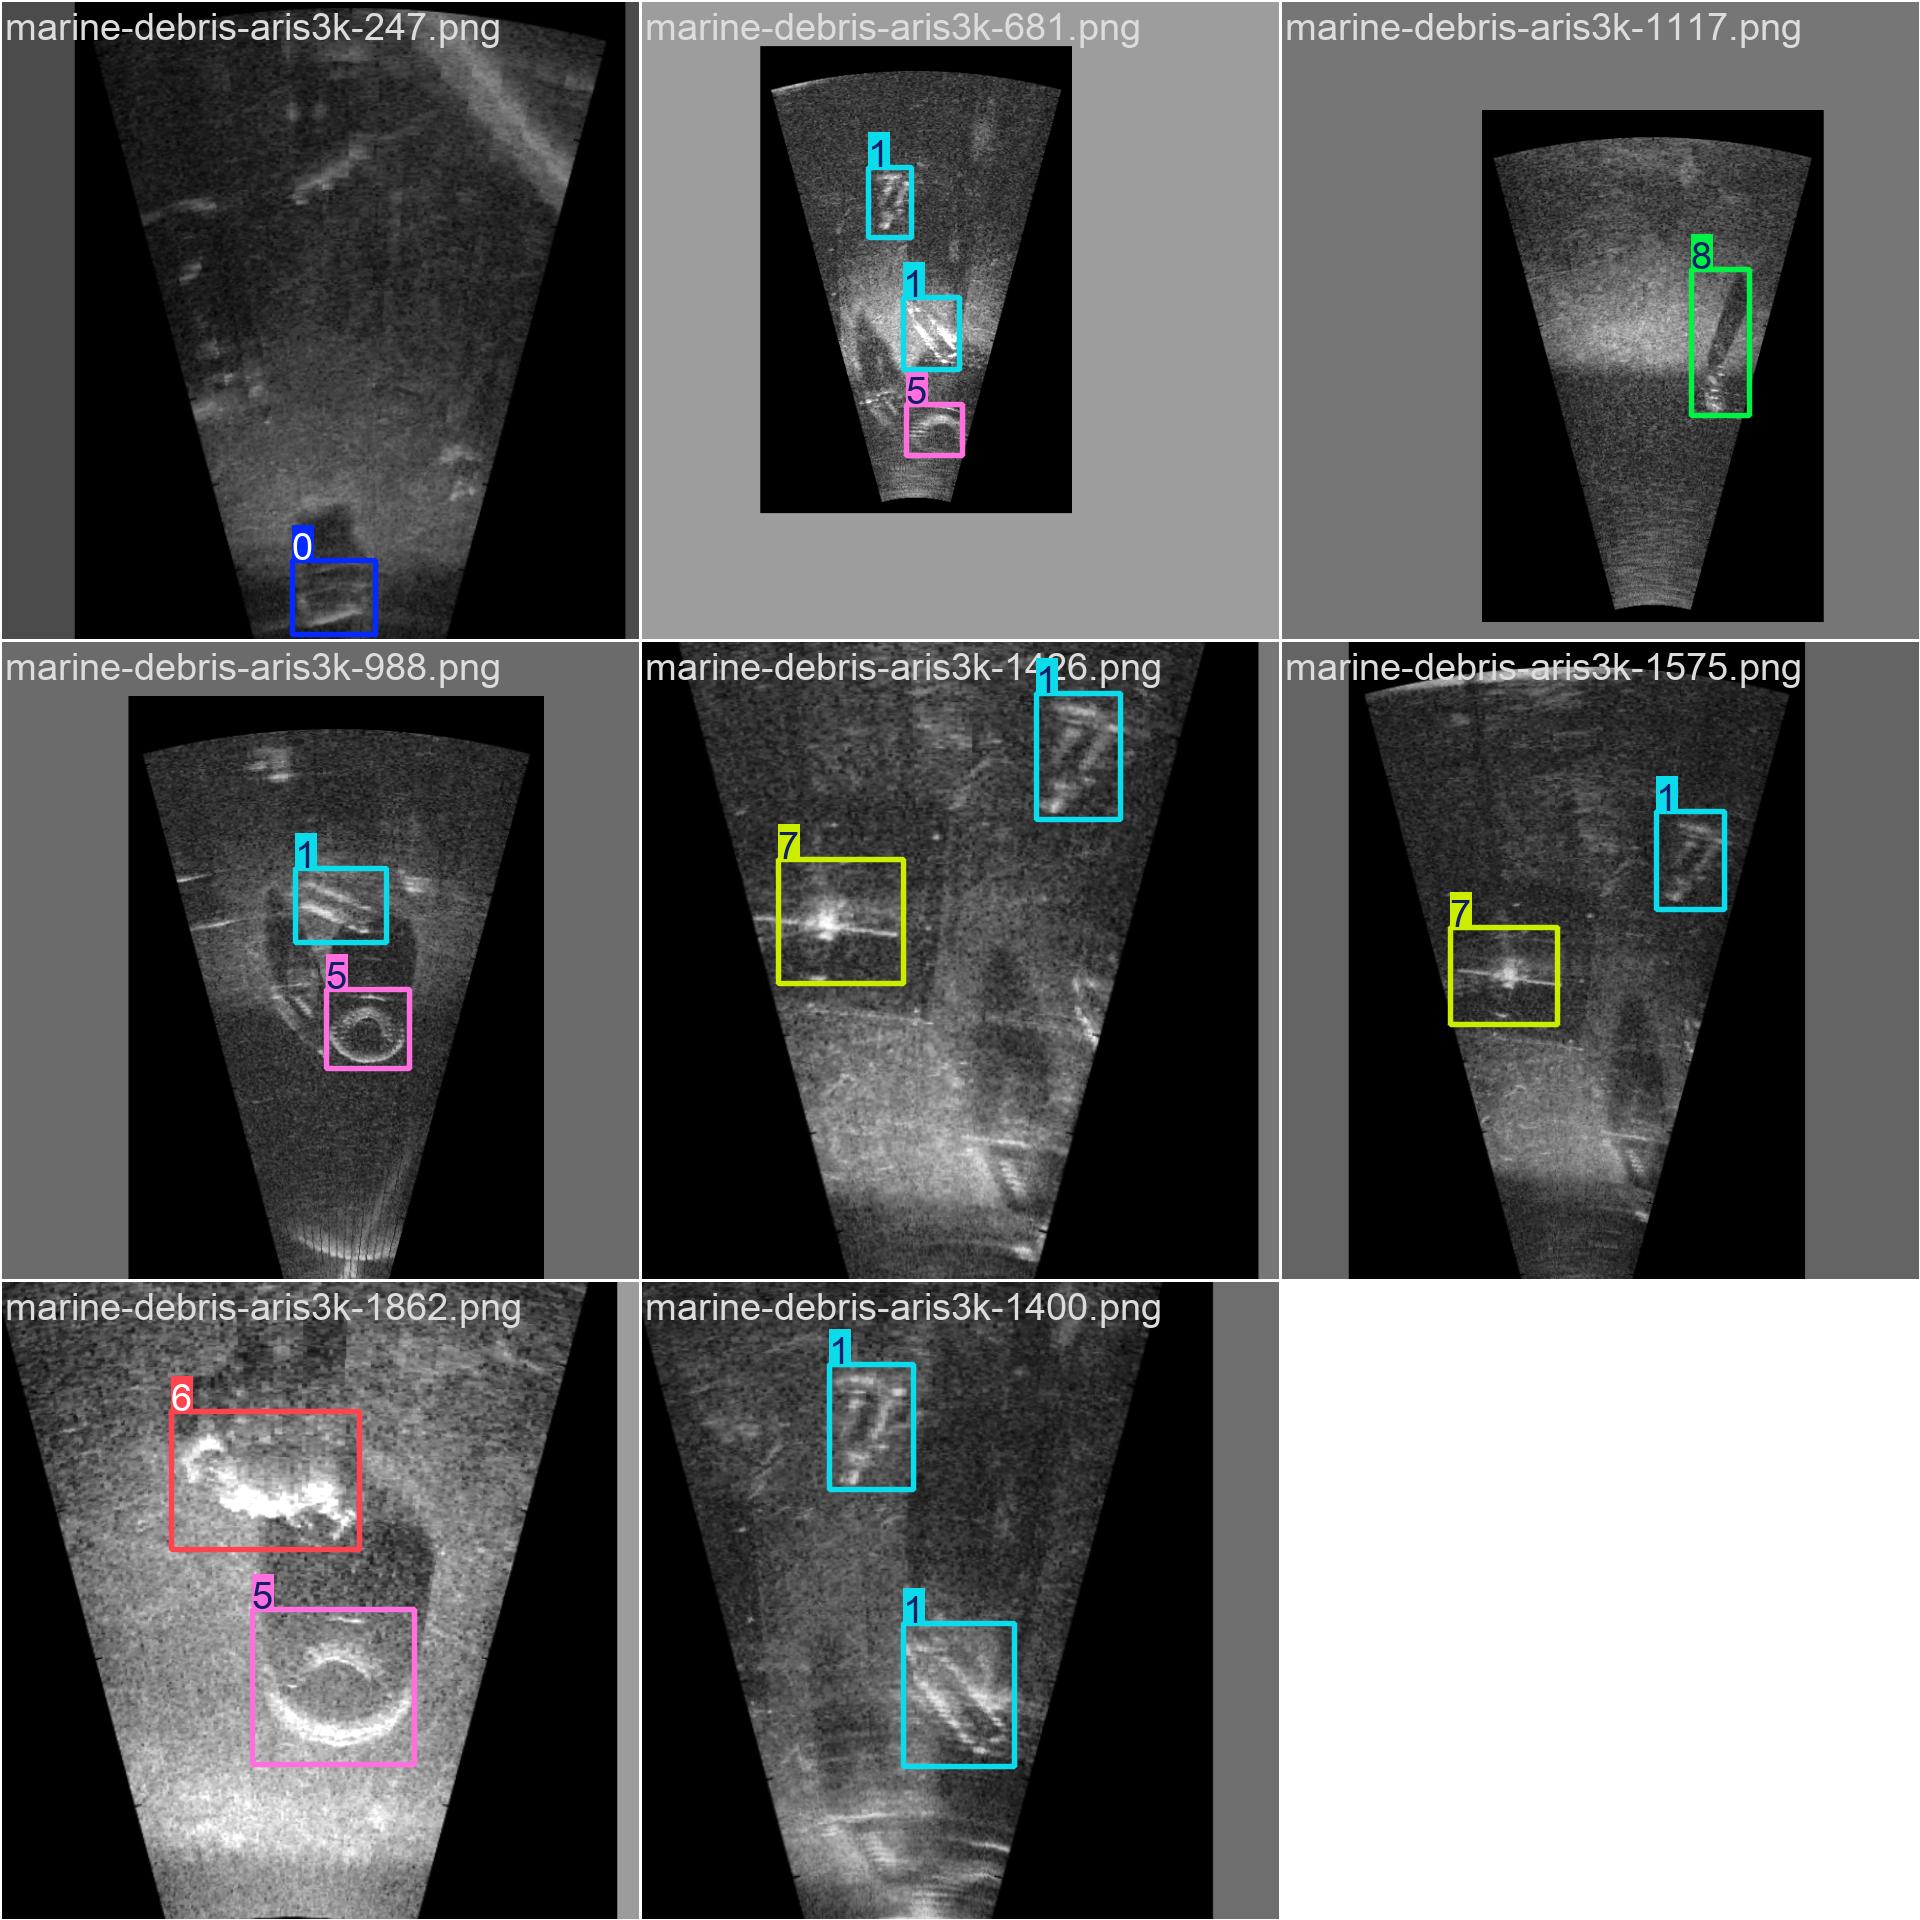 marine-debris-aris3k-247.png
marine-debris-aris3k-681.png
marine-debris-aris3k-1117.png
1
8
1
5
0
marine-debris-aris3k-988.png
marine-debris-aris3k-1426.png
marine-debris-aris3k-1575.png
1
1
7
1
7
5
marine-debris-aris3k-1862.png
marine-debris-aris3k-1400.png
1
6
5
1